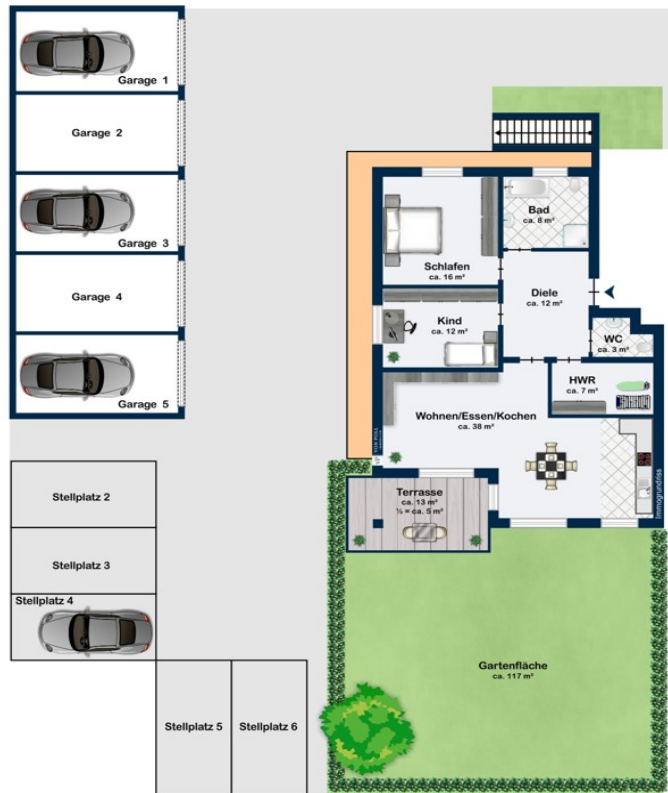 Garage 1
Garage 2
Garage 3
Garage 4
Garage 5
Stellplatz 2
Stellplatz 3
Stellplatz 4
Stellplatz 5
Stellplatz 6
Bad
ca. 8 m²
Schlafen
ca. 16 m²
Diele
ca. 12 m²
Kind
ca. 12 m²
WC
ca. 3 m²
HWR
ca. 7 m²
Wohnen/Essen/Kochen
ca. 38 m²
Terrasse
ca. 13 m²
½ = ca. 5 m²
Immogrundriss
Gartenfläche
ca. 117 m²